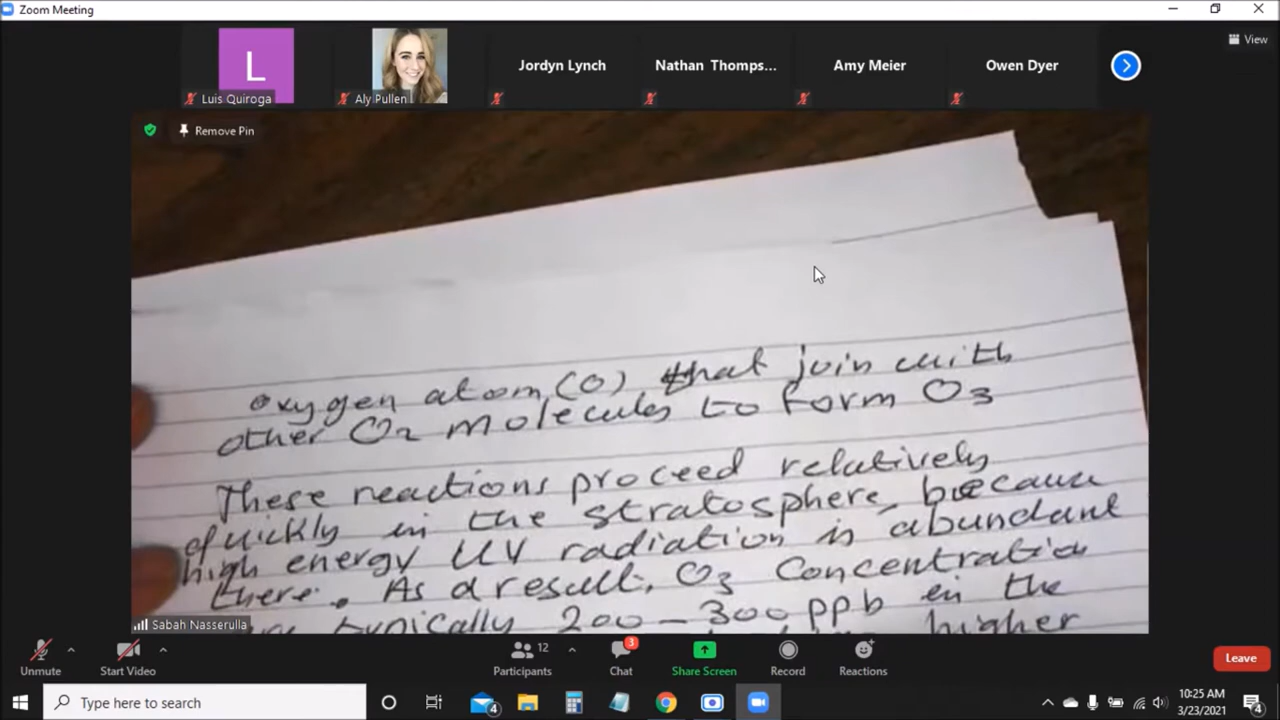 Zoom Meeting
View
L
Luis Quiroga
Aly Pullen
Jordyn Lynch
Nathan Thomps...
Amy Meier
Owen Dyer
Remove Pin
oxygen atom (O) that join with
other O2 molecules to form O3
These reactions proceed relatively
quickly in the stratosphere, because
high energy UV radiation is abundant
there. As a result, O3 Concentration
typically 200 - 300 ppb in the
higher
Sabah Nasserulla
Unmute
Start Video
Participants
12
Chat
3
Share Screen
Record
Reactions
Leave
Type here to search
4
10:25 AM
3/23/2021
4